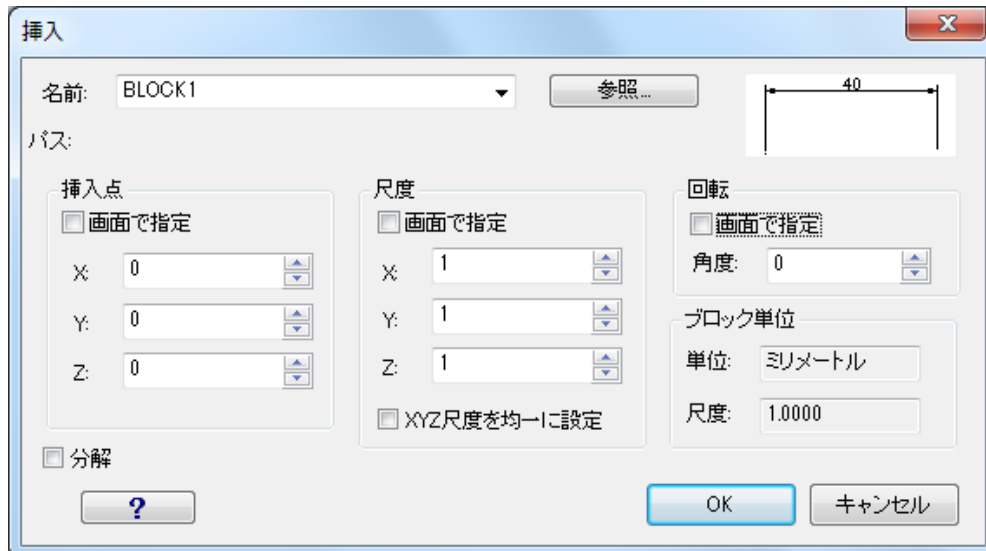 挿入
名前: BLOCK1 参照... 40
パス:
挿入点 尺度 回転
画面で指定 画面で指定 画面で指定
X: 0 X: 1 角度: 0
Y: 0 Y: 1 ブロック単位
Z: 0 Z: 1 単位: ミリメートル
XYZ尺度を均一に設定 尺度: 1.0000
分解
? OK キャンセル